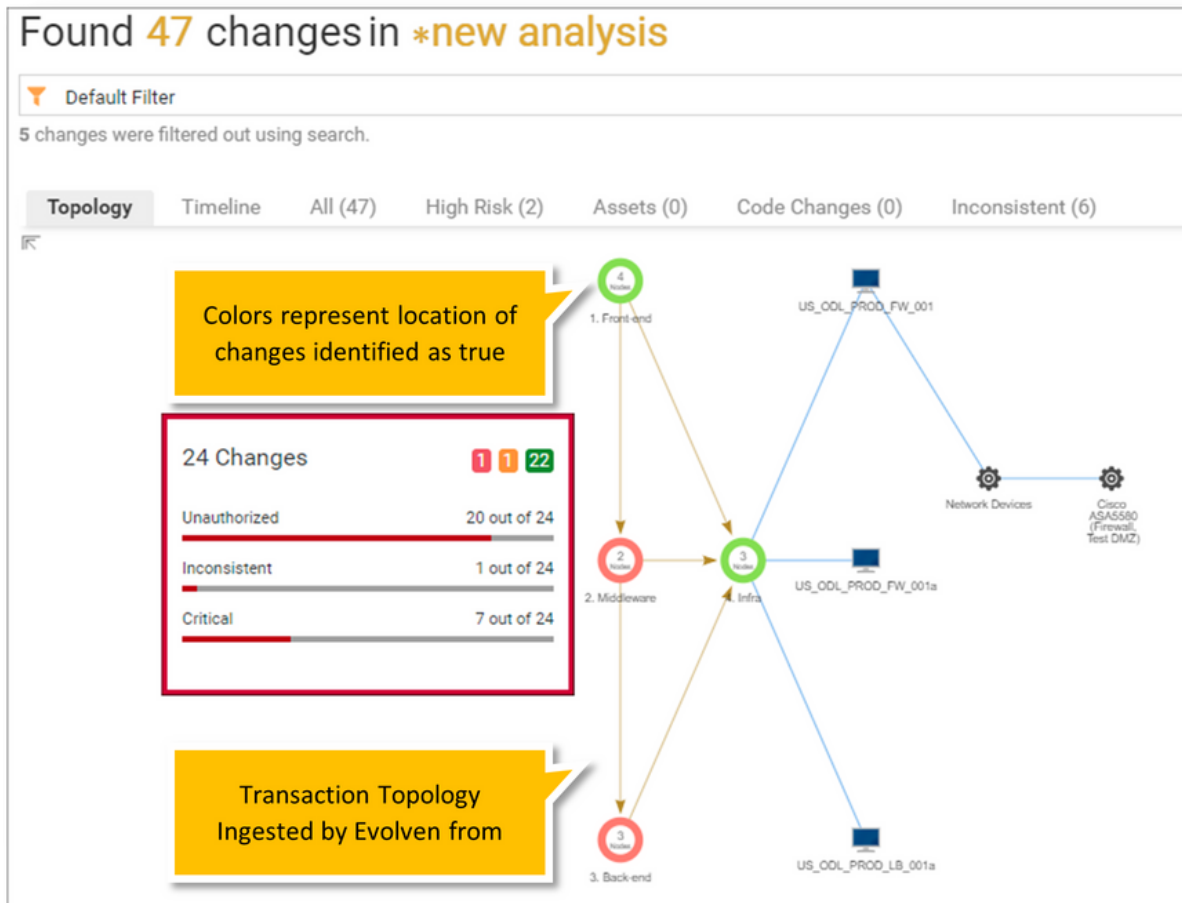 Found 47 changes in *new analysis
Default Filter
5 changes were filtered out using search.
Topology Timeline All (47) High Risk (2) Assets (0) Code Changes (0) Inconsistent (6)
Colors represent location of
changes identified as true
4
Nodes
1. Front-end
US_ODL_PROD_FW_001
24 Changes 1 1 22
Unauthorized 20 out of 24
Inconsistent 1 out of 24
Critical 7 out of 24
Network Devices
Cisco
ASA5580
(Firewall,
Test DMZ)
2
Nodes
2. Middleware
3
Nodes
. Infra
US_ODL_PROD_FW_001a
Transaction Topology
Ingested by Evolven from
3
Nodes
3. Back-end
US_ODL_PROD_LB_001a